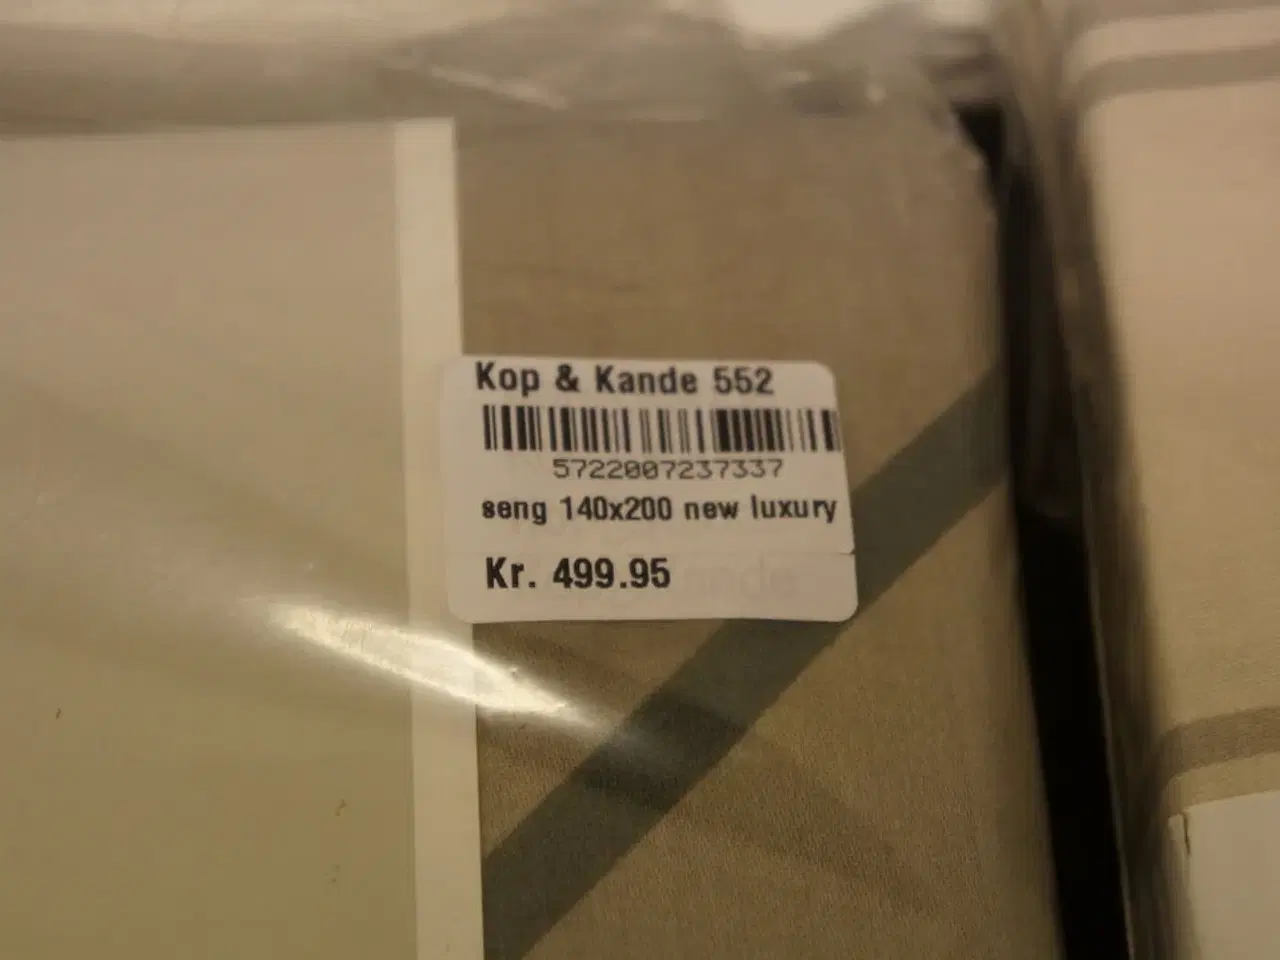 Kop & Kande 552
5722007237337
seng 140x200 new luxury
Kr. 499.95